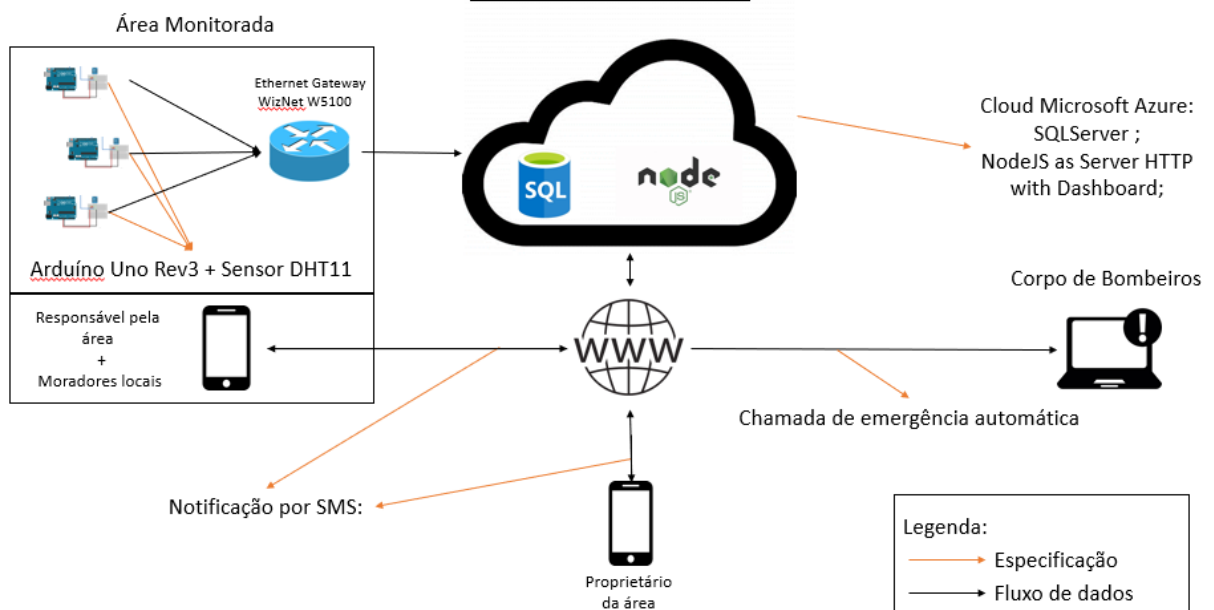 Área Monitorada
Ethernet Gateway
WizNet W5100
Arduíno Uno Rev3 + Sensor DHT11
Responsável pela
área
+
Moradores locais
SQL
node
JS
Cloud Microsoft Azure:
SQLServer ;
NodeJS as Server HTTP
with Dashboard;
WWW
Corpo de Bombeiros
Chamada de emergência automática
Notificação por SMS:
Proprietário
da área
Legenda:
Especificação
Fluxo de dados